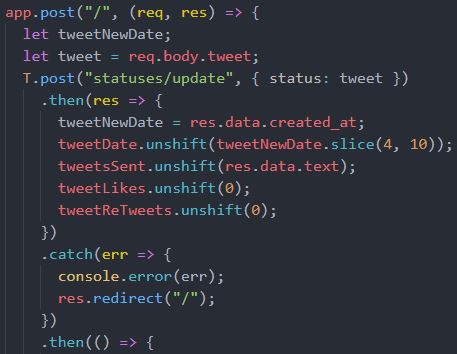 app.post("/", (req, res) => {
let tweetNewDate;
let tweet = req.body.tweet;
T.post("statuses/update", { status: tweet })
.then(res => {
tweetNewDate = res.data.created_at;
tweetDate.unshift(tweetNewDate.slice(4, 10));
tweetsSent.unshift(res.data.text);
tweetLikes.unshift(0);
tweetReTweets.unshift(0);
})
.catch(err => {
console.error(err);
res.redirect("/");
})
.then(() => {